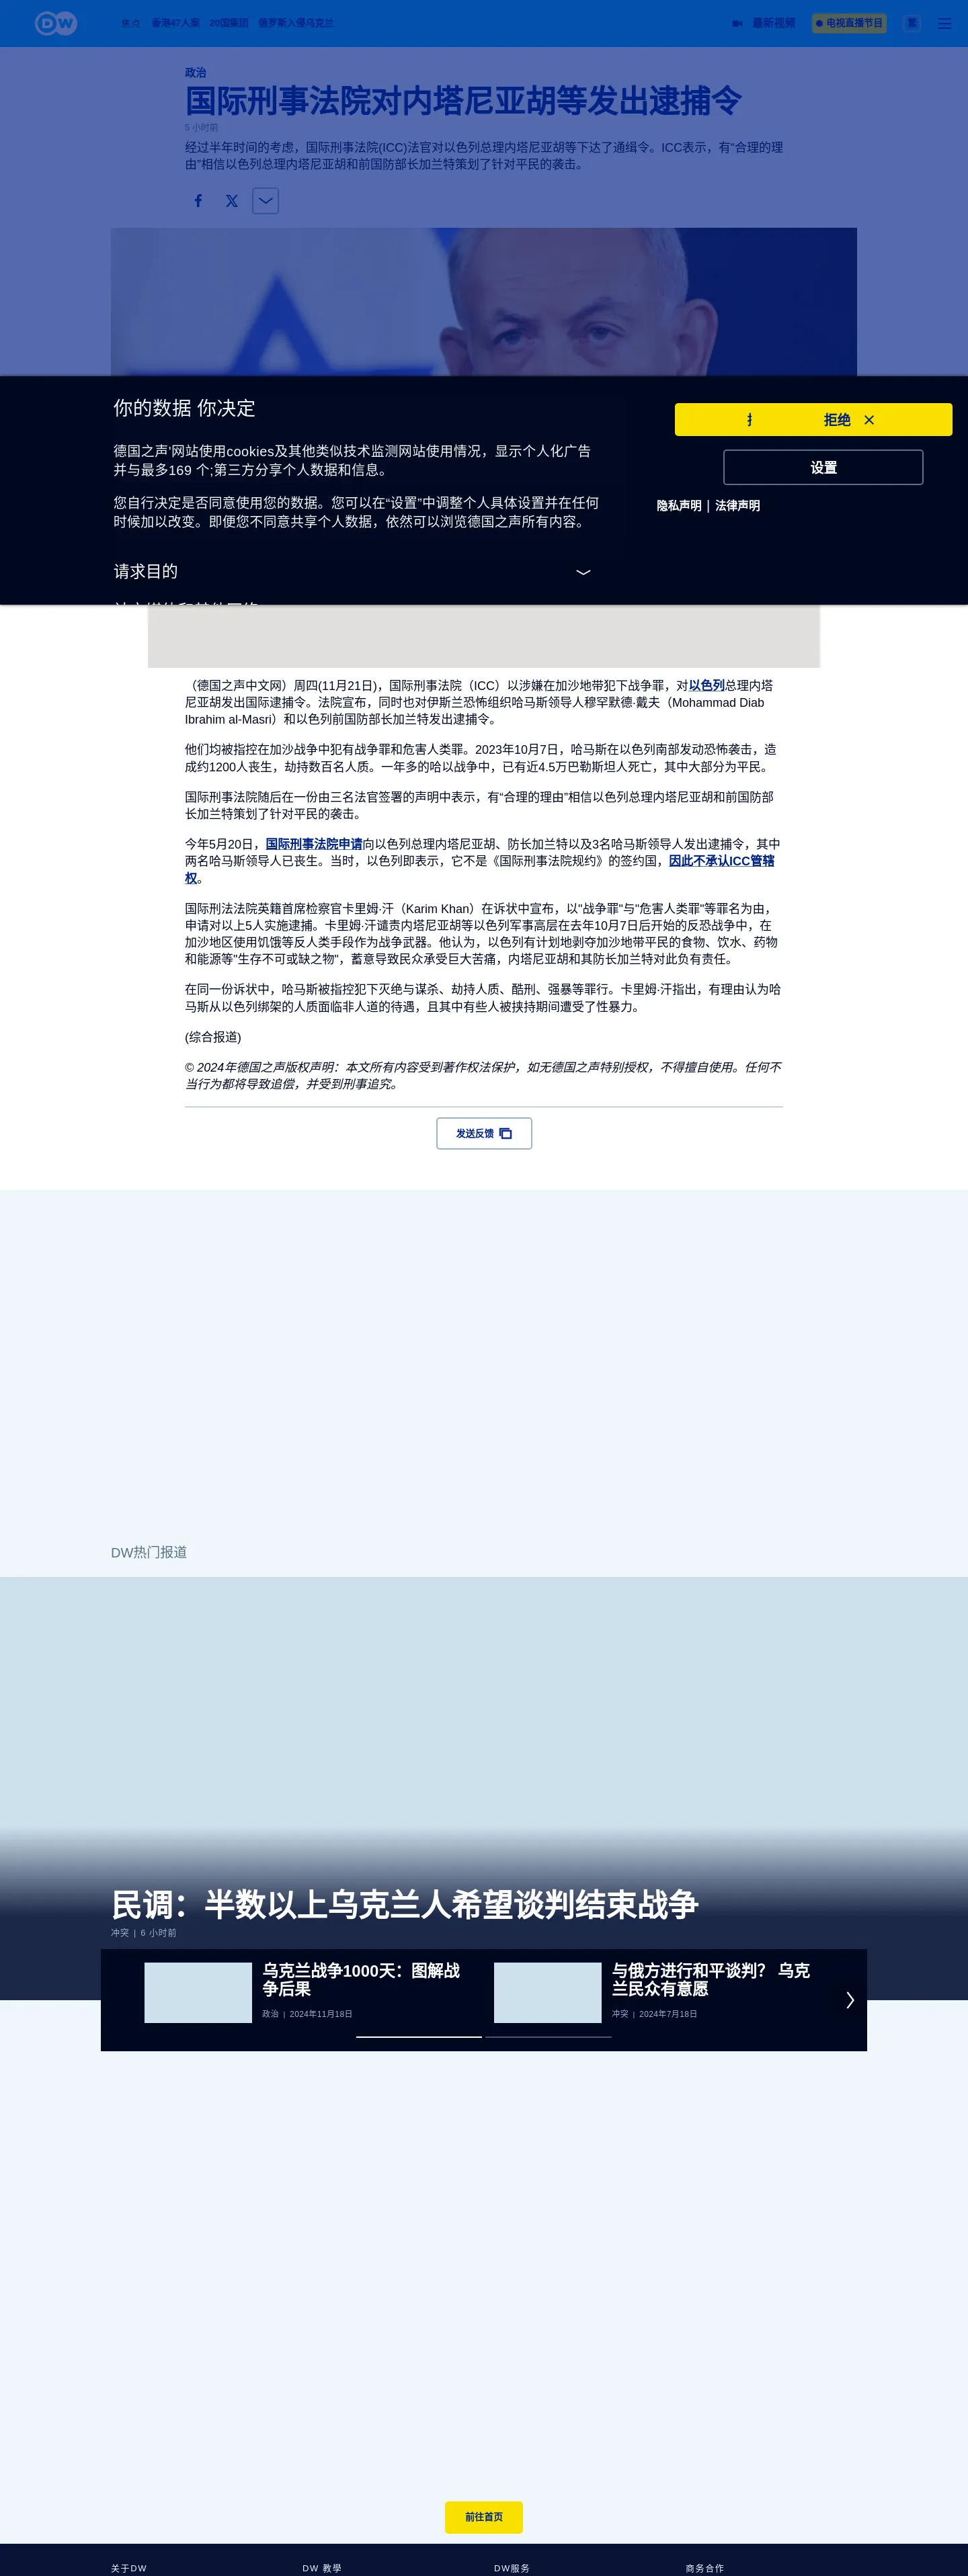 DW
焦点 香港47人案 20国集团 俄罗斯入侵乌克兰 最新视频 电视直播节目 繁
政治
国际刑事法院对内塔尼亚胡等发出逮捕令
5 小时前
经过半年时间的考虑，国际刑事法院(ICC)法官对以色列总理内塔尼亚胡等下达了通缉令。ICC表示，有“合理的理
由”相信以色列总理内塔尼亚胡和前国防部长加兰特策划了针对平民的袭击。
你的数据 你决定
德国之声'网站使用cookies及其他类似技术监测网站使用情况，显示个人化广告
并与最多169 个;第三方分享个人数据和信息。
您自行决定是否同意使用您的数据。您可以在“设置”中调整个人具体设置并在任何
时候加以改变。即便您不同意共享个人数据，依然可以浏览德国之声所有内容。
请求目的
拒绝
设置
隐私声明 | 法律声明
（德国之声中文网）周四(11月21日)，国际刑事法院（ICC）以涉嫌在加沙地带犯下战争罪，对以色列总理内塔
尼亚胡发出国际逮捕令。法院宣布，同时也对伊斯兰恐怖组织哈马斯领导人穆罕默德·戴夫（Mohammad Diab
Ibrahim al-Masri）和以色列前国防部长加兰特发出逮捕令。
他们均被指控在加沙战争中犯有战争罪和危害人类罪。2023年10月7日，哈马斯在以色列南部发动恐怖袭击，造
成约1200人丧生，劫持数百名人质。一年多的哈以战争中，已有近4.5万巴勒斯坦人死亡，其中大部分为平民。
国际刑事法院随后在一份由三名法官签署的声明中表示，有“合理的理由”相信以色列总理内塔尼亚胡和前国防部
长加兰特策划了针对平民的袭击。
今年5月20日，国际刑事法院申请向以色列总理内塔尼亚胡、防长加兰特以及3名哈马斯领导人发出逮捕令，其中
两名哈马斯领导人已丧生。当时，以色列即表示，它不是《国际刑事法院规约》的签约国，因此不承认ICC管辖
权。
国际刑法法院英籍首席检察官卡里姆·汗（Karim Khan）在诉状中宣布，以"战争罪"与"危害人类罪"等罪名为由，
申请对以上5人实施逮捕。卡里姆·汗谴责内塔尼亚胡等以色列军事高层在去年10月7日后开始的反恐战争中，在
加沙地区使用饥饿等反人类手段作为战争武器。他认为，以色列有计划地剥夺加沙地带平民的食物、饮水、药物
和能源等"生存不可或缺之物"，蓄意导致民众承受巨大苦痛，内塔尼亚胡和其防长加兰特对此负有责任。
在同一份诉状中，哈马斯被指控犯下灭绝与谋杀、劫持人质、酷刑、强暴等罪行。卡里姆·汗指出，有理由认为哈
马斯从以色列绑架的人质面临非人道的待遇，且其中有些人被挟持期间遭受了性暴力。
(综合报道)
© 2024年德国之声版权声明：本文所有内容受到著作权法保护，如无德国之声特别授权，不得擅自使用。任何不
当行为都将导致追偿，并受到刑事追究。
发送反馈
DW热门报道
民调：半数以上乌克兰人希望谈判结束战争
冲突 | 6 小时前
乌克兰战争1000天：图解战
争后果
政治 | 2024年11月18日
与俄方进行和平谈判？ 乌克
兰民众有意愿
冲突 | 2024年7月18日
前往首页
关于DW DW 教學 DW服务 商务合作